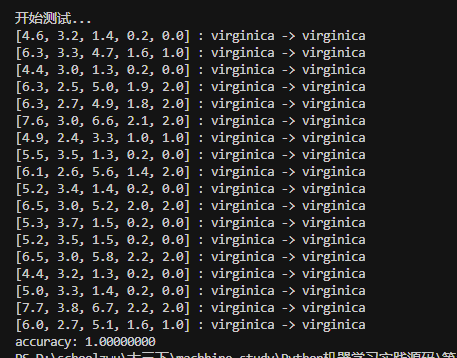 开始测试...
[4.6, 3.2, 1.4, 0.2, 0.0] : virginica -> virginica
[6.3, 3.3, 4.7, 1.6, 1.0] : virginica -> virginica
[4.4, 3.0, 1.3, 0.2, 0.0] : virginica -> virginica
[6.3, 2.5, 5.0, 1.9, 2.0] : virginica -> virginica
[6.3, 2.7, 4.9, 1.8, 2.0] : virginica -> virginica
[7.6, 3.0, 6.6, 2.1, 2.0] : virginica -> virginica
[4.9, 2.4, 3.3, 1.0, 1.0] : virginica -> virginica
[5.5, 3.5, 1.3, 0.2, 0.0] : virginica -> virginica
[6.1, 2.6, 5.6, 1.4, 2.0] : virginica -> virginica
[5.2, 3.4, 1.4, 0.2, 0.0] : virginica -> virginica
[6.5, 3.0, 5.2, 2.0, 2.0] : virginica -> virginica
[5.3, 3.7, 1.5, 0.2, 0.0] : virginica -> virginica
[5.2, 3.5, 1.5, 0.2, 0.0] : virginica -> virginica
[6.5, 3.0, 5.8, 2.2, 2.0] : virginica -> virginica
[4.4, 3.2, 1.3, 0.2, 0.0] : virginica -> virginica
[5.0, 3.3, 1.4, 0.2, 0.0] : virginica -> virginica
[7.7, 3.8, 6.7, 2.2, 2.0] : virginica -> virginica
[6.0, 2.7, 5.1, 1.6, 1.0] : virginica -> virginica
accuracy: 1.00000000